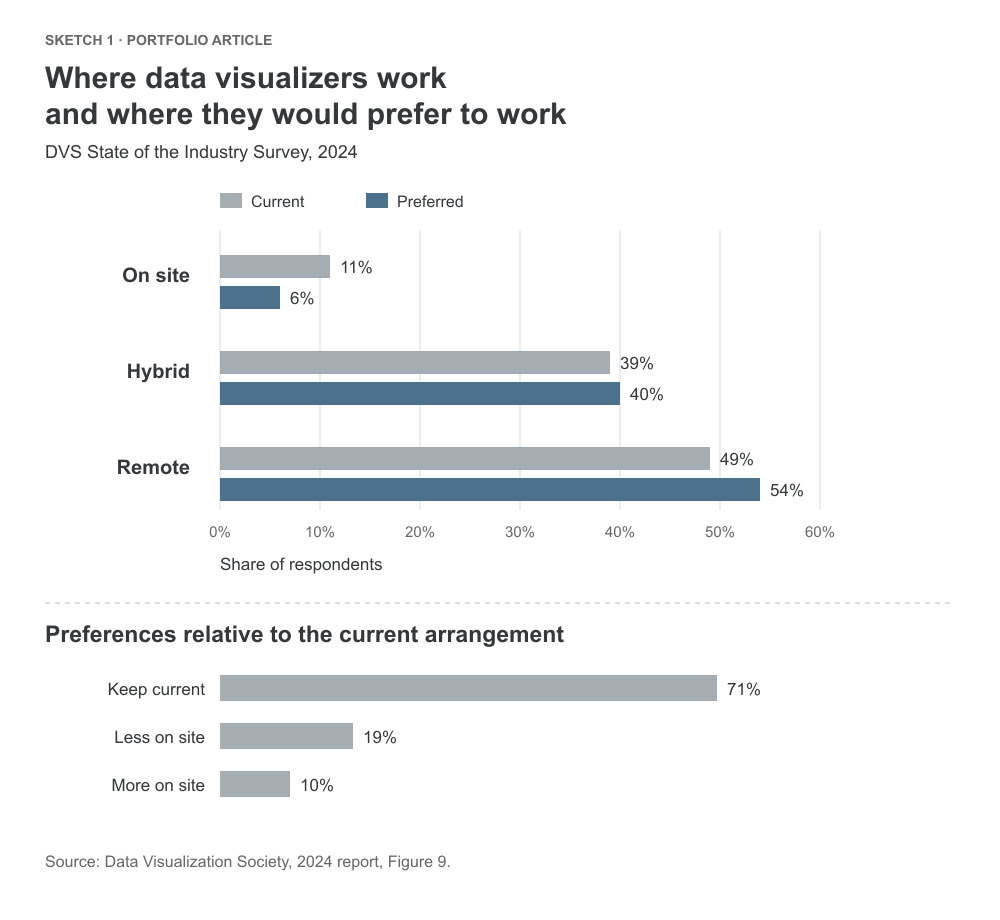 SKETCH 1 · PORTFOLIO ARTICLE
Where data visualizers work
and where they would prefer to work
DVS State of the Industry Survey, 2024
Current Preferred
On site
11%
6%
Hybrid
39%
40%
Remote
49%
54%
0% 10% 20% 30% 40% 50% 60%
Share of respondents
Preferences relative to the current arrangement
Keep current 71%
Less on site 19%
More on site 10%
Source: Data Visualization Society, 2024 report, Figure 9.